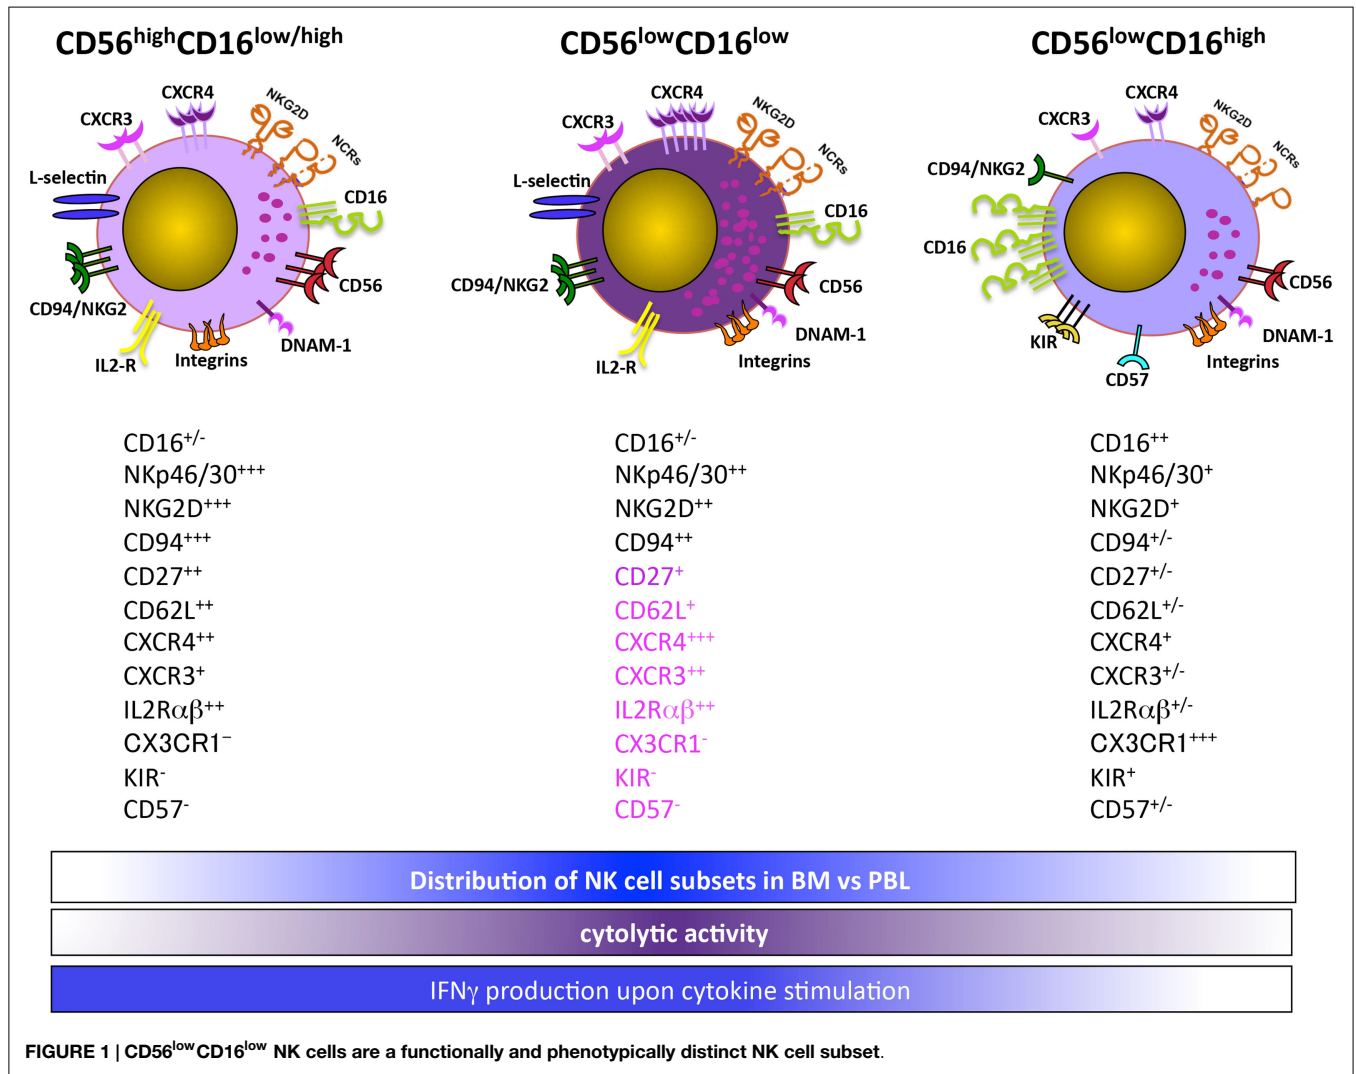 CD56highCD16low/high
CD56lowCD16low
CD56lowCD16high
CXCR4
CXCR3
NKG2D
NCRs
L-selectin
CD16
CD56
CD94/NKG2
DNAM-1
IL2-R
Integrins
CXCR4
CXCR3
NKG2D
NCRs
L-selectin
CD16
CD94/NKG2
CD56
DNAM-1
IL2-R
Integrins
CXCR4
CXCR3
NKG2D
NCRs
CD94/NKG2
CD16
CD56
KIR
DNAM-1
CD57
Integrins
CD16+/-
NKp46/30+++
NKG2D+++
CD94+++
CD27++
CD62L++
CXCR4++
CXCR3+
IL2Rαβ++
CX3CR1–
KIR-
CD57-
CD16+/-
NKp46/30++
NKG2D++
CD94++
CD27+
CD62L+
CXCR4+++
CXCR3++
IL2Rαβ++
CX3CR1-
KIR-
CD57-
CD16++
NKp46/30+
NKG2D+
CD94+/-
CD27+/-
CD62L+/-
CXCR4+
CXCR3+/-
IL2Rαβ+/-
CX3CR1+++
KIR+
CD57+/-
Distribution of NK cell subsets in BM vs PBL
cytolytic activity
IFNγ production upon cytokine stimulation
FIGURE 1 | CD56lowCD16low NK cells are a functionally and phenotypically distinct NK cell subset.